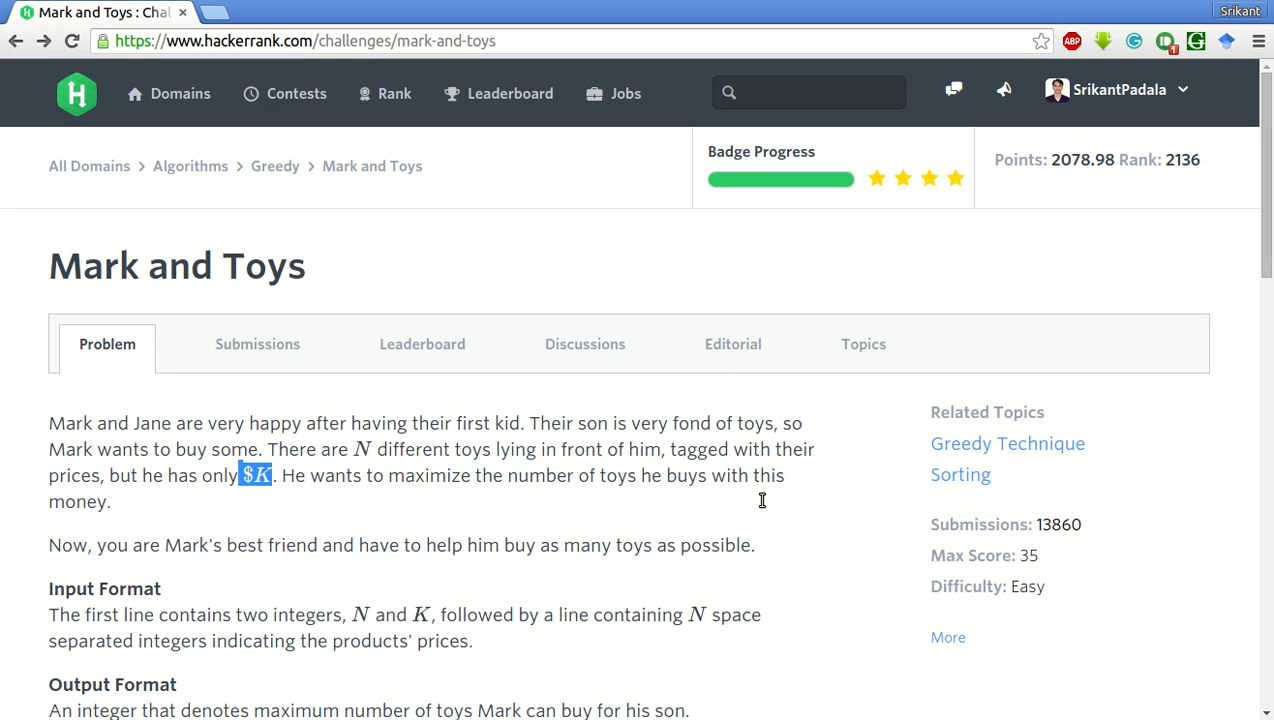 Mark and Toys : Chal
Srikant
https://www.hackerrank.com/challenges/mark-and-toys
ABP
G
G
1
H
Domains
Contests
Rank
Leaderboard
Jobs
SrikantPadala
All Domains > Algorithms > Greedy > Mark and Toys
Badge Progress
Points: 2078.98 Rank: 2136
Mark and Toys
Problem
Submissions
Leaderboard
Discussions
Editorial
Topics
Mark and Jane are very happy after having their first kid. Their son is very fond of toys, so
Mark wants to buy some. There are N different toys lying in front of him, tagged with their
prices, but he has only $K. He wants to maximize the number of toys he buys with this
money.
Now, you are Mark's best friend and have to help him buy as many toys as possible.
Input Format
The first line contains two integers, N and K, followed by a line containing N space
separated integers indicating the products' prices.
Output Format
An integer that denotes maximum number of toys Mark can buy for his son.
Related Topics
Greedy Technique
Sorting
Submissions: 13860
Max Score: 35
Difficulty: Easy
More